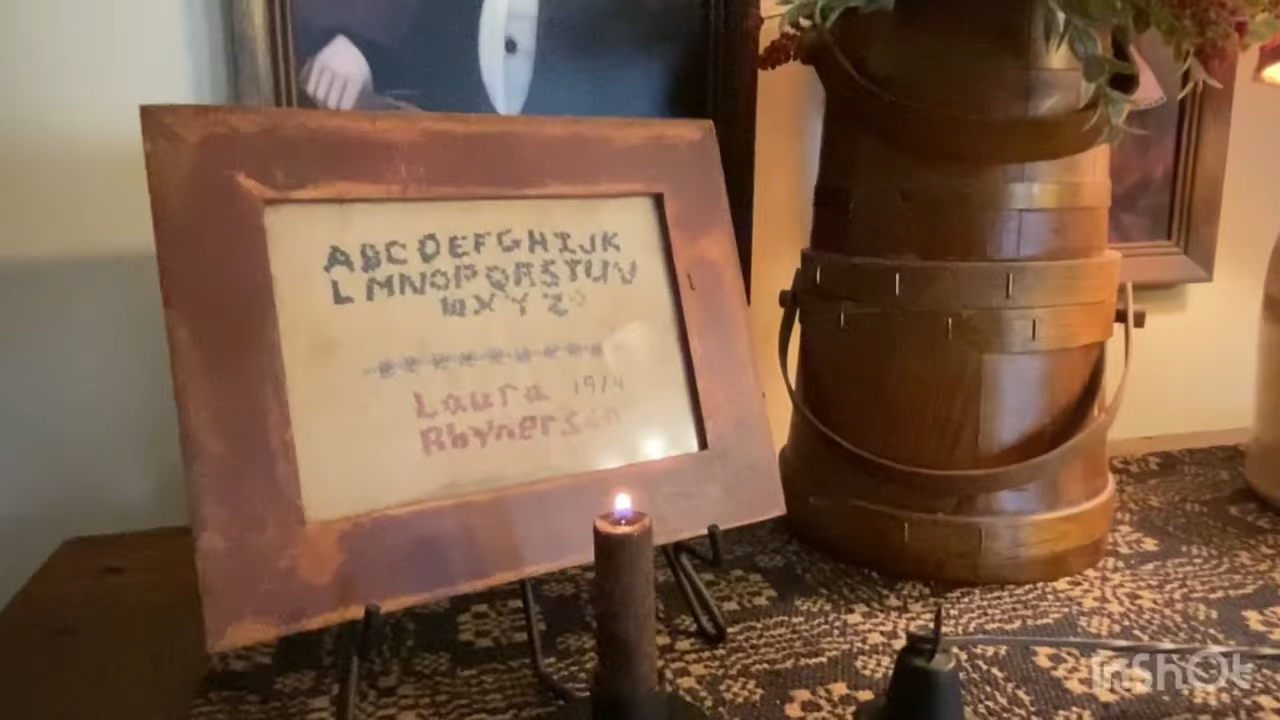 ABCDEFGHIJK
LMNOPQRSTUV
WXYZ
Laura 1914
Rhynerson
InShOt